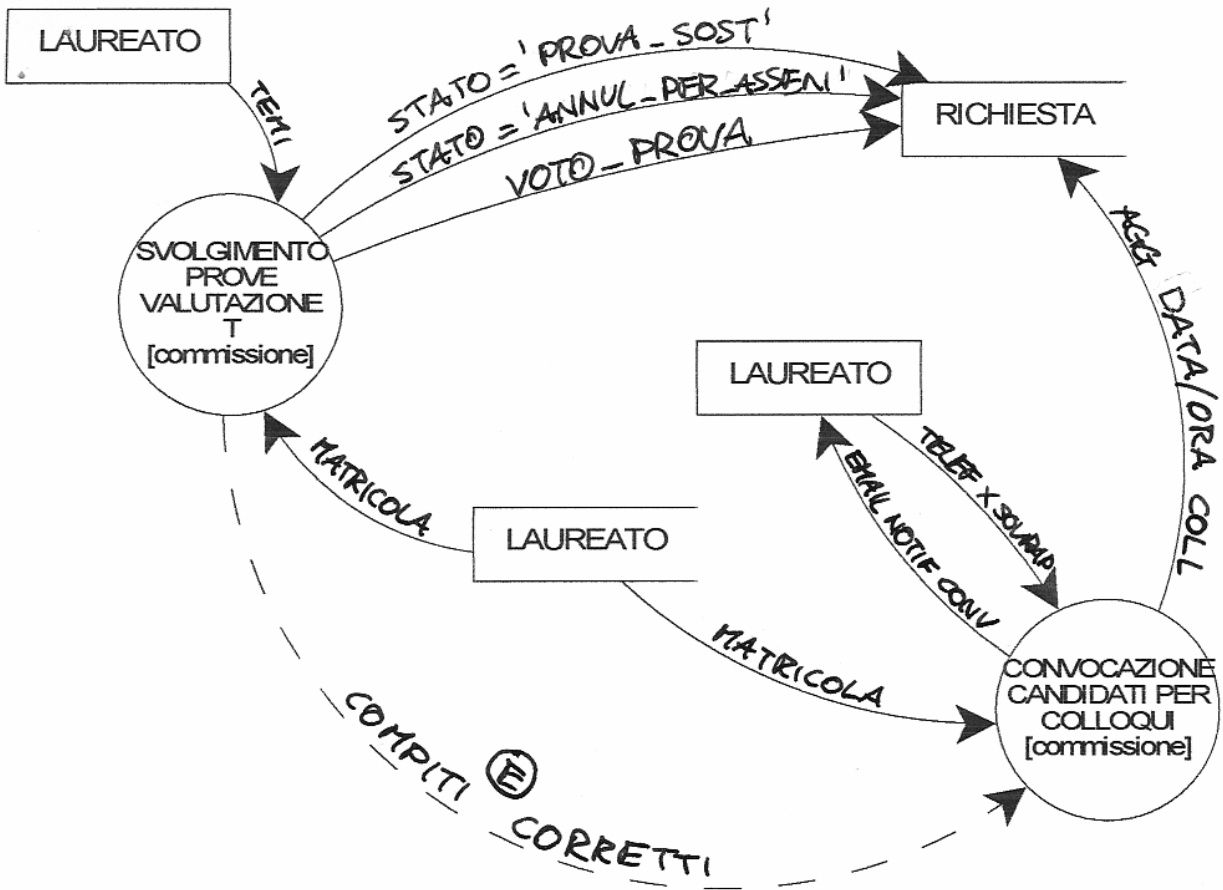 LAUREATO
TEMI
STATO = 'PROVA_SOST'
STATO = 'ANNUL_PER_ASSENI'
VOTO_PROVA
RICHIESTA
SVOLGIMENTO
PROVE
VALUTAZIONE
T
[commissione]
AGG DATA/ORA COLL
LAUREATO
TELEF X SOVRAP
EMAIL NOTIF CONV
MATRICOLA
LAUREATO
MATRICOLA
CONVOCAZIONE
CANDIDATI PER
COLLOQUI
[commissione]
COMPITI E
CORRETTI